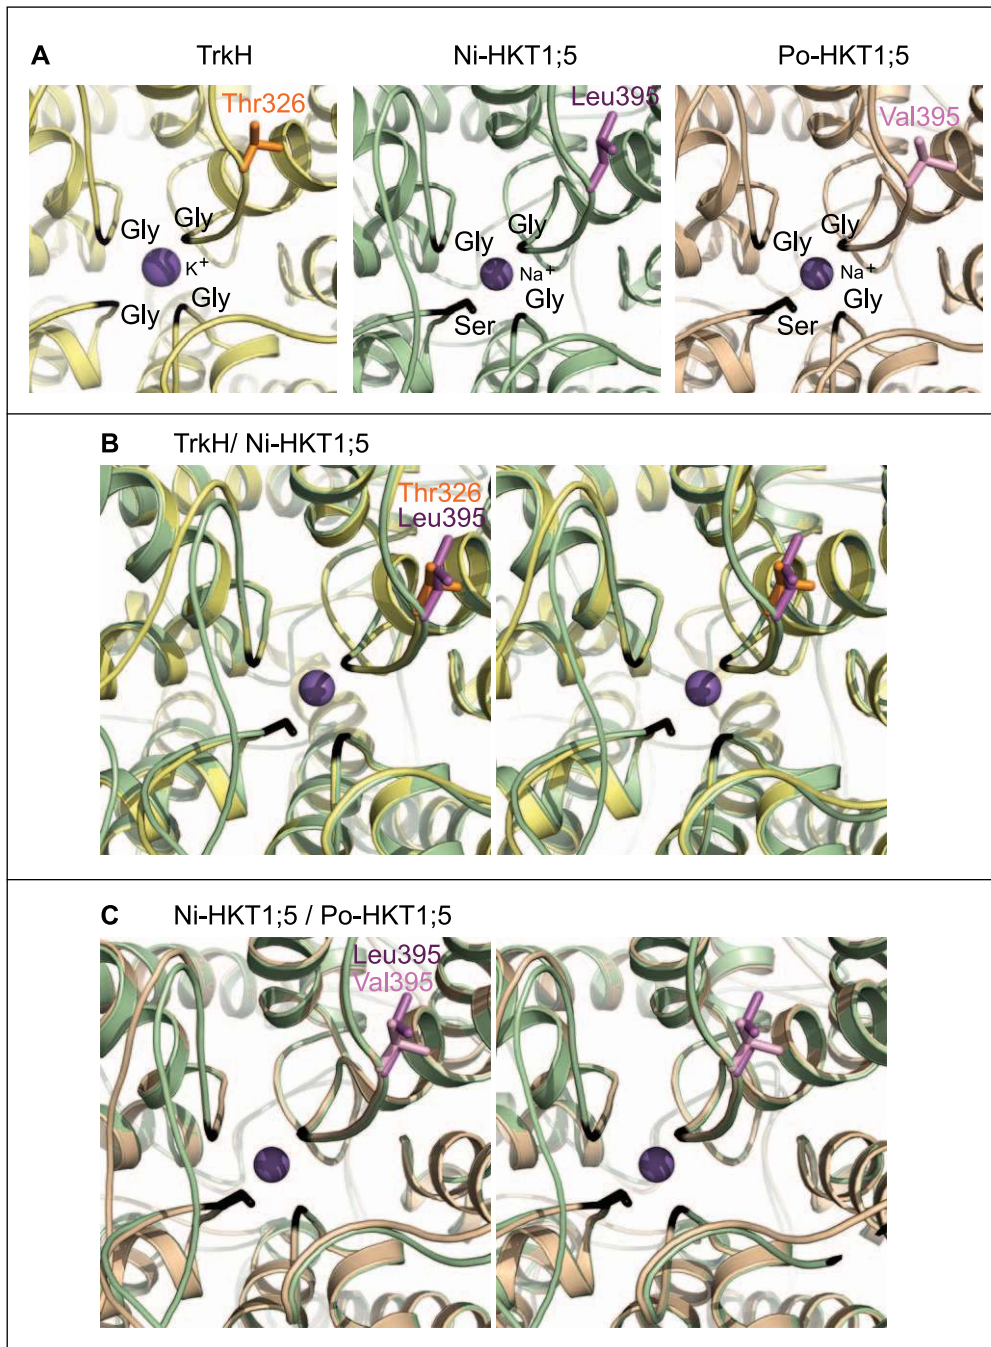 A TrkH Ni-HKT1;5 Po-HKT1;5
Thr326 Leu395 Val395
Gly Gly K+ Gly Gly
Gly Gly Na+ Gly Ser
Gly Gly Na+ Gly Ser
B TrkH/ Ni-HKT1;5
Thr326
Leu395
C Ni-HKT1;5 / Po-HKT1;5
Leu395
Val395